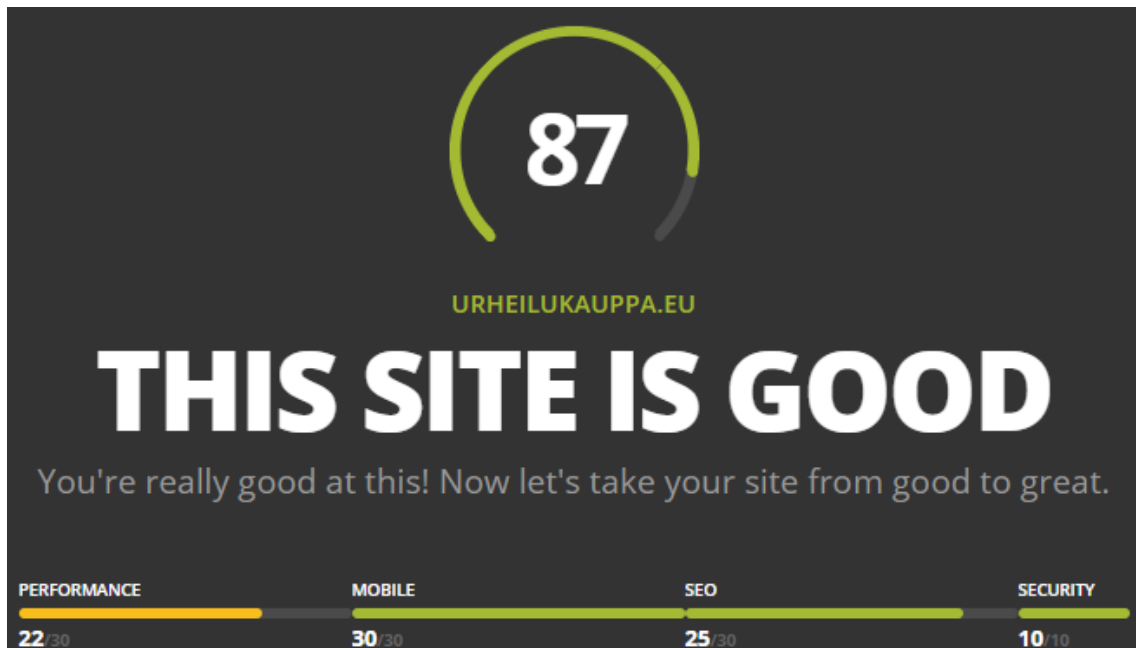 87
URHEILUKAUPPA.EU
THIS SITE IS GOOD
You're really good at this! Now let's take your site from good to great.
PERFORMANCE MOBILE SEO SECURITY
22/30 30/30 25/30 10/10